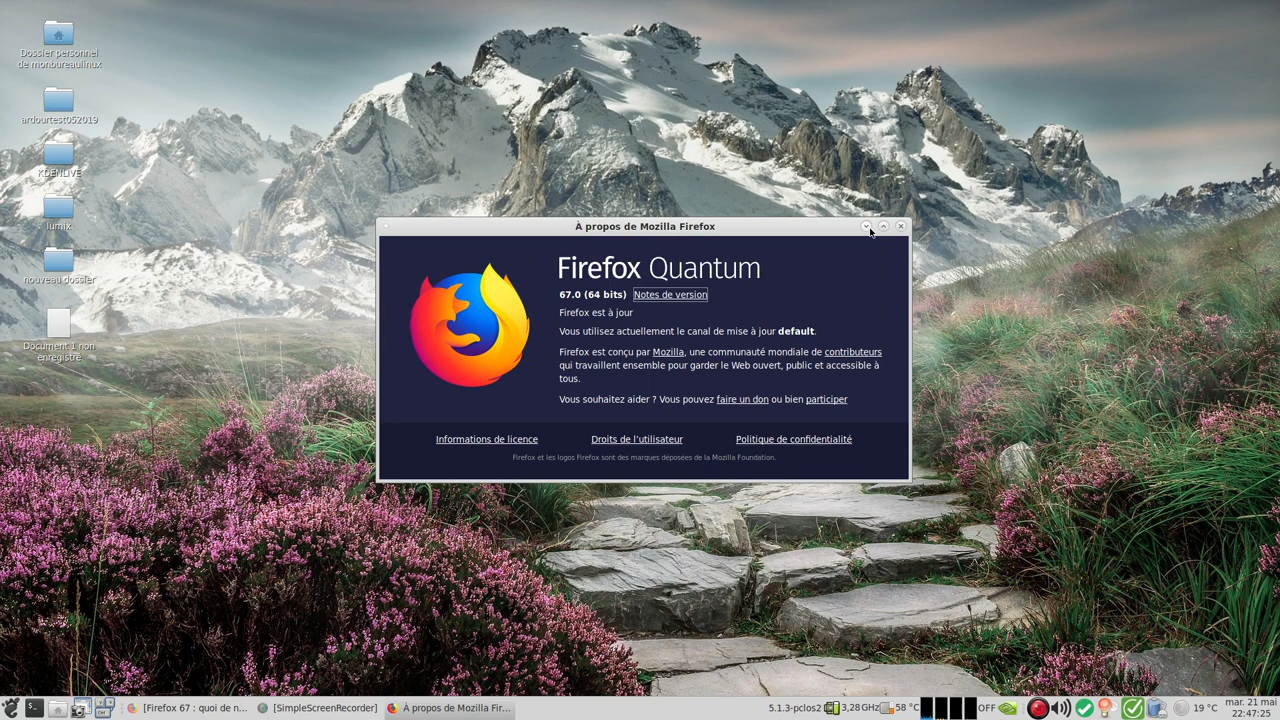 Dossier personnel
de monbureaulinux
ardourtest052019
KDENLIVE
lumix
nouveau dossier
Document 1 non
enregistré
À propos de Mozilla Firefox
Firefox Quantum
67.0 (64 bits) Notes de version
Firefox est à jour
Vous utilisez actuellement le canal de mise à jour default.
Firefox est conçu par Mozilla, une communauté mondiale de contributeurs
qui travaillent ensemble pour garder le Web ouvert, public et accessible à
tous.
Vous souhaitez aider ? Vous pouvez faire un don ou bien participer
Informations de licence
Droits de l'utilisateur
Politique de confidentialité
Firefox et les logos Firefox sont des marques déposées de la Mozilla Foundation.
[Firefox 67 : quoi de n...
[SimpleScreenRecorder]
À propos de Mozilla Fir...
5.1.3-pclos2
3,28 GHz
58 °C
OFF
19 °C
mar. 21 mai
22:47:25